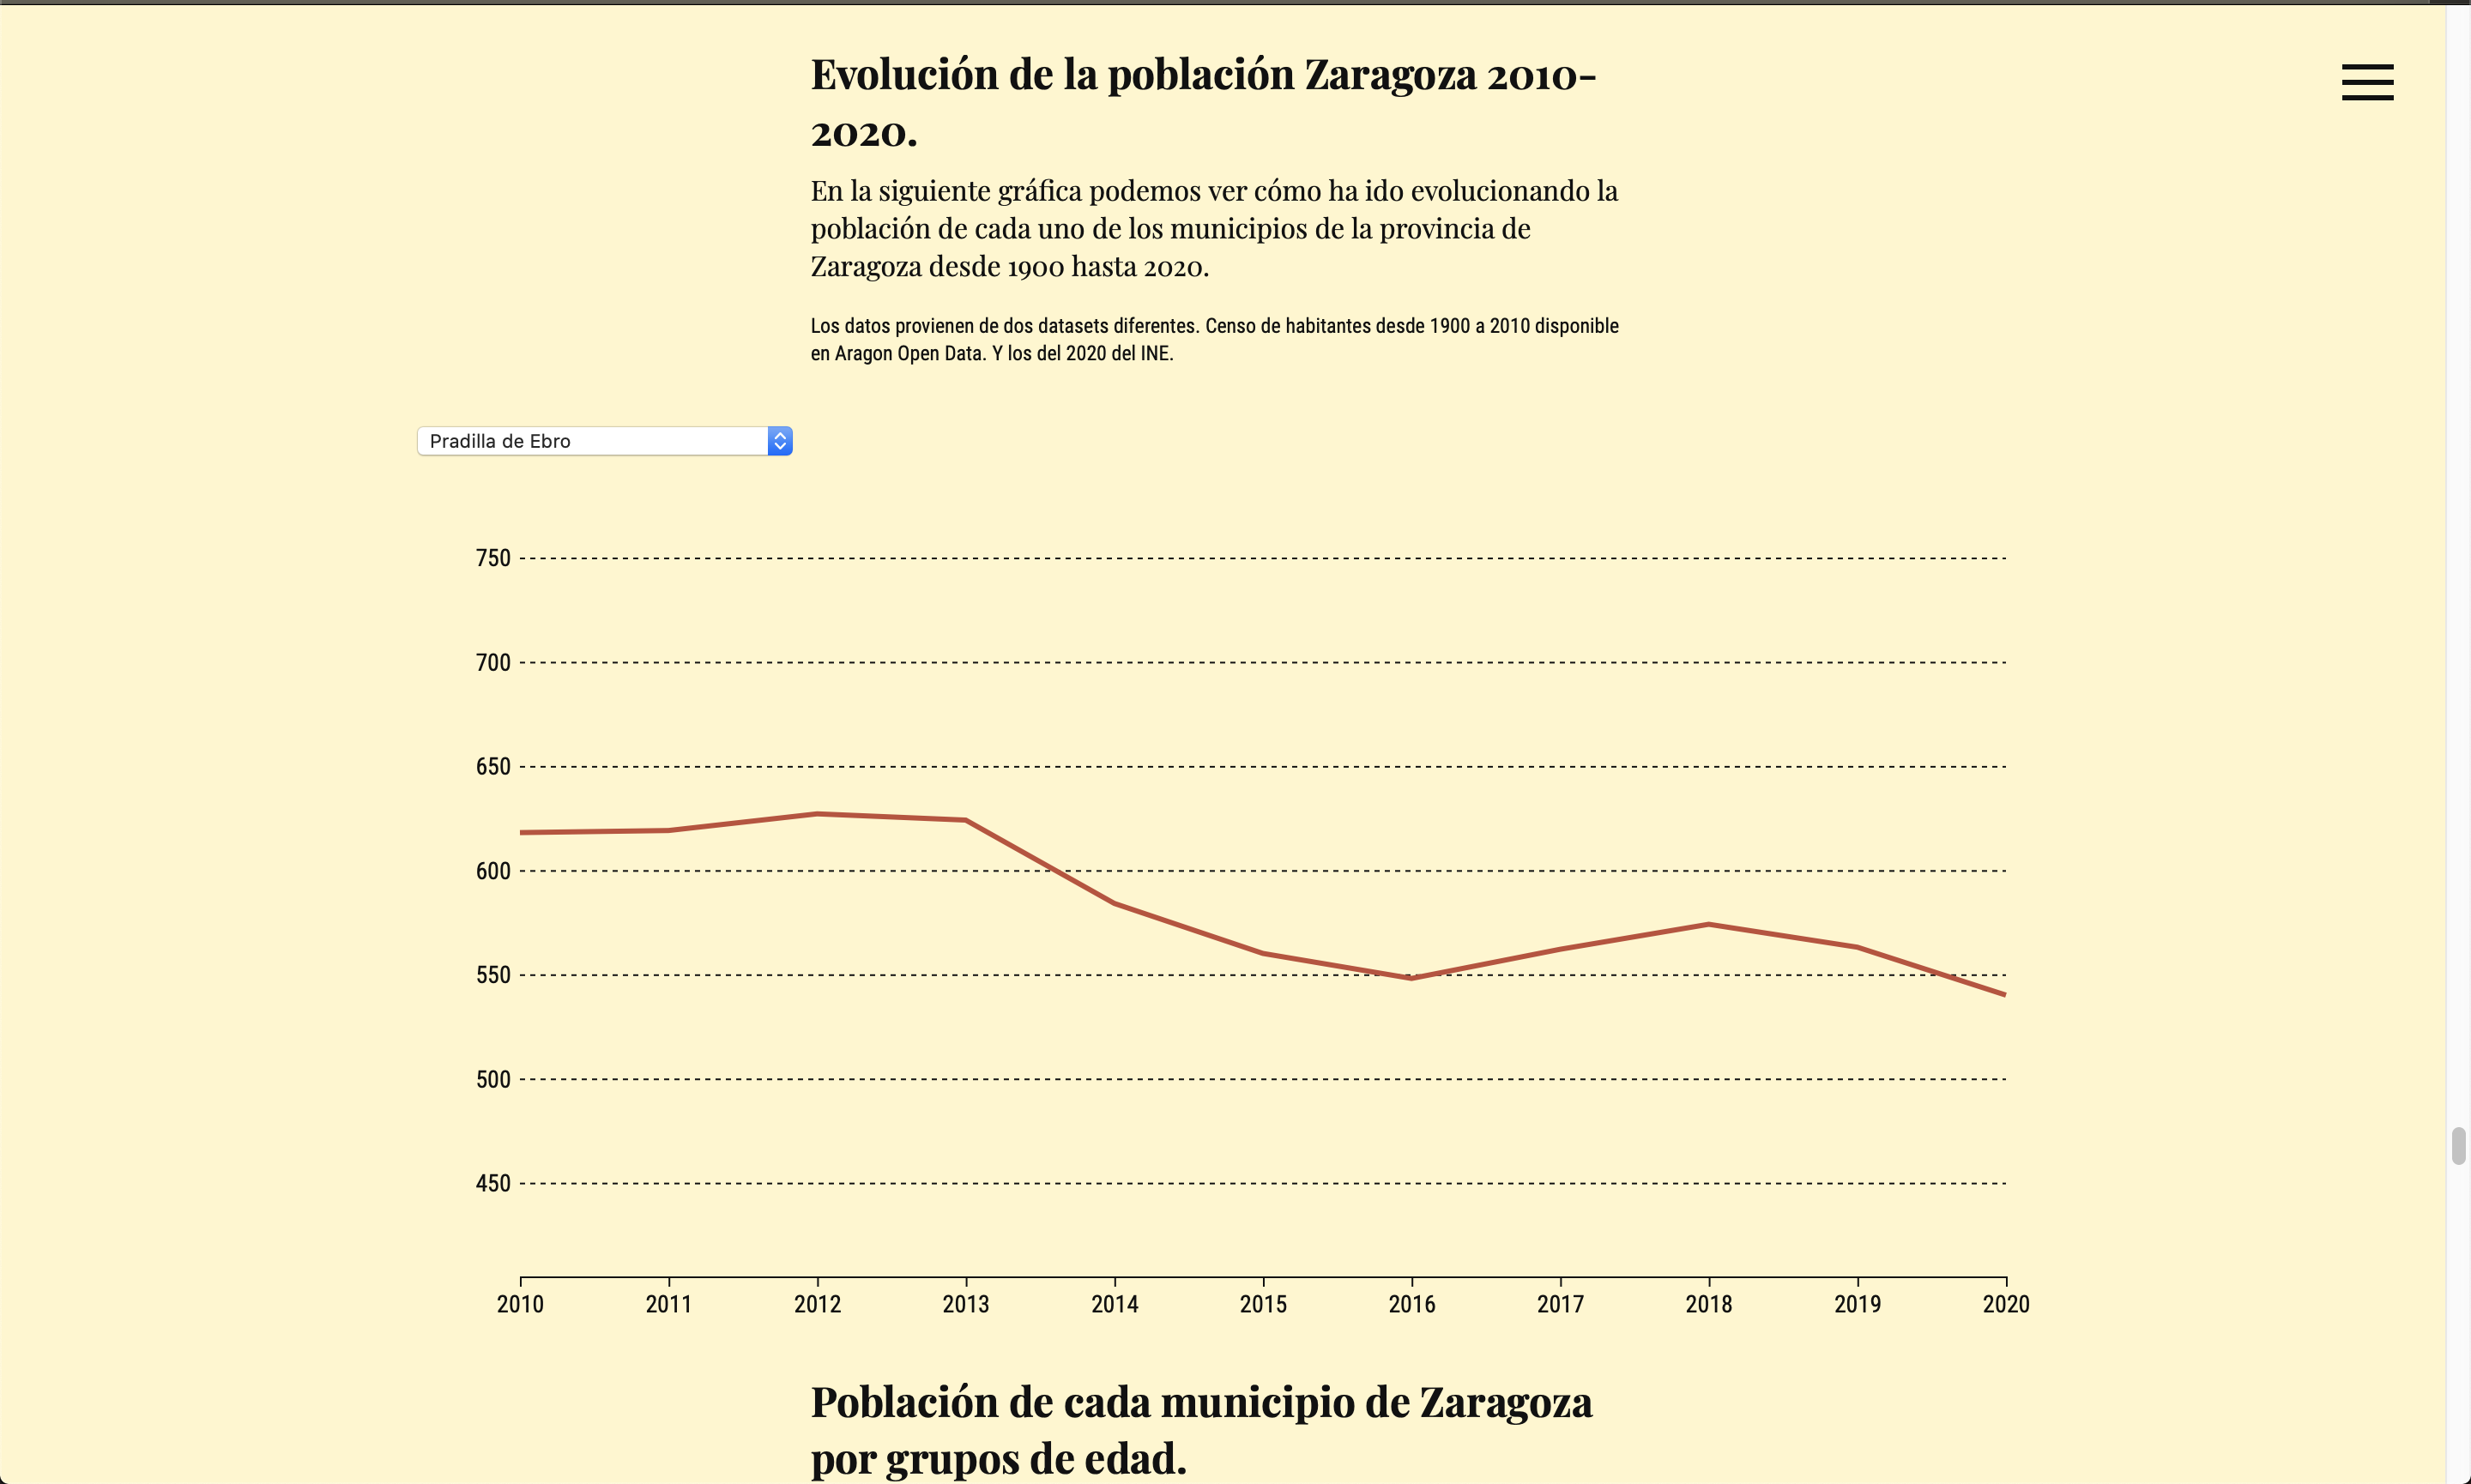 Evolución de la población Zaragoza 2010-
2020.
En la siguiente gráfica podemos ver cómo ha ido evolucionando la
población de cada uno de los municipios de la provincia de
Zaragoza desde 1900 hasta 2020.
Los datos provienen de dos datasets diferentes. Censo de habitantes desde 1900 a 2010 disponible
en Aragon Open Data. Y los del 2020 del INE.
Pradilla de Ebro
750
700
650
600
550
500
450
2010 2011 2012 2013 2014 2015 2016 2017 2018 2019 2020
Población de cada municipio de Zaragoza
por grupos de edad.